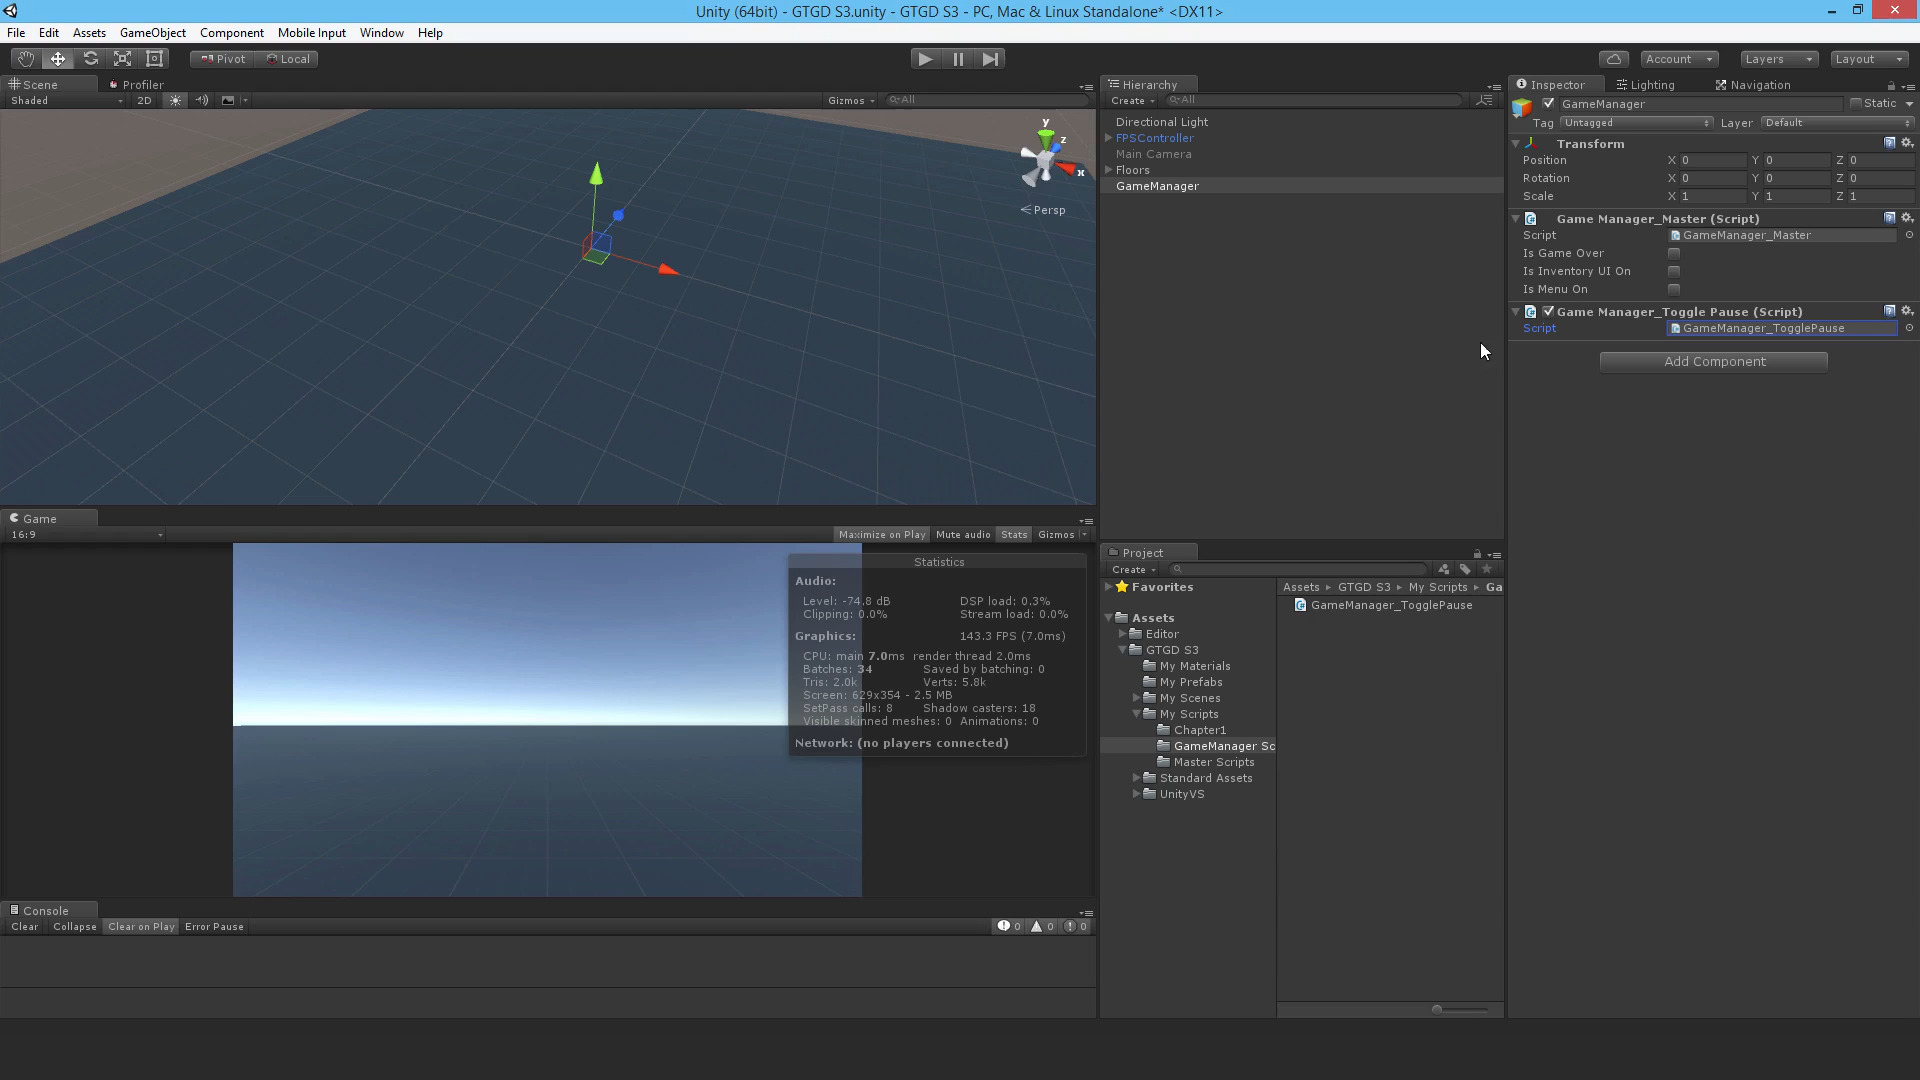 Unity (64bit) - GTGD S3.unity - GTGD S3 - PC, Mac & Linux Standalone* <DX11>
File Edit Assets GameObject Component Mobile Input Window Help
Pivot Local Account Layers Layout
Scene Profiler
Shaded 2D Gizmos All
y
z
x
Persp
Game
16:9 Maximize on Play Mute audio Stats Gizmos
Statistics
Audio:
Level: -74.8 dB DSP load: 0.3%
Clipping: 0.0% Stream load: 0.0%
Graphics: 143.3 FPS (7.0ms)
CPU: main 7.0ms render thread 2.0ms
Batches: 34 Saved by batching: 0
Tris: 2.0k Verts: 5.8k
Screen: 629x354 - 2.5 MB
SetPass calls: 8 Shadow casters: 18
Visible skinned meshes: 0 Animations: 0
Network: (no players connected)
Console
Clear Collapse Clear on Play Error Pause 0 0 0
Hierarchy
Create All
Directional Light
FPSController
Main Camera
Floors
GameManager
Project
Create
Favorites
Assets
Editor
GTGD S3
My Materials
My Prefabs
My Scenes
My Scripts
Chapter1
GameManager Sc
Master Scripts
Standard Assets
UnityVS
Assets GTGD S3 My Scripts Ga
GameManager_TogglePause
Inspector Lighting Navigation
GameManager Static
Tag Untagged Layer Default
Transform
Position X 0 Y 0 Z 0
Rotation X 0 Y 0 Z 0
Scale X 1 Y 1 Z 1
Game Manager_Master (Script)
Script GameManager_Master
Is Game Over
Is Inventory UI On
Is Menu On
Game Manager_Toggle Pause (Script)
Script GameManager_TogglePause
Add Component